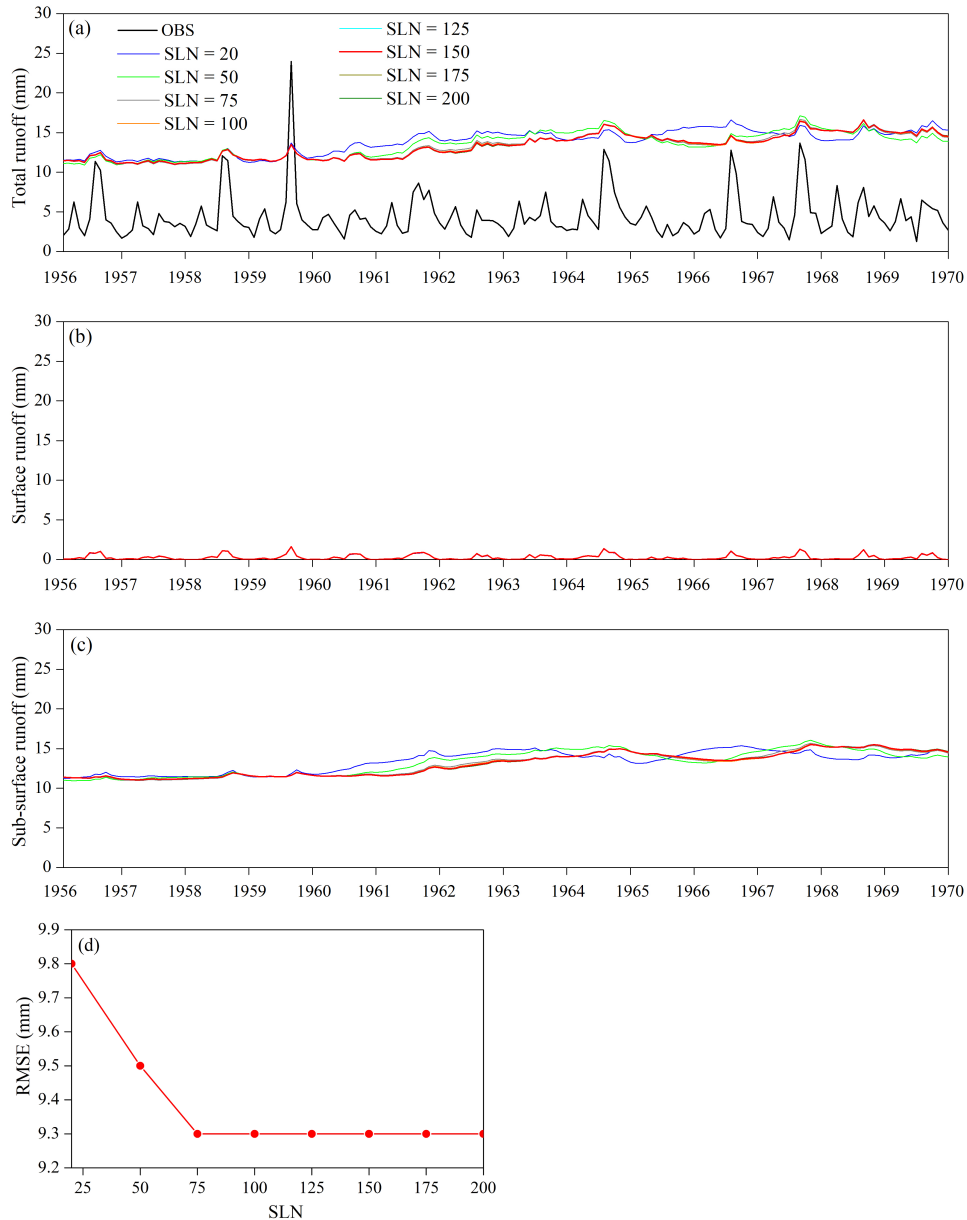 (a)
OBS
SLN = 20
SLN = 50
SLN = 75
SLN = 100
SLN = 125
SLN = 150
SLN = 175
SLN = 200
Total runoff (mm)
30
25
20
15
10
5
0
1956 1957 1958 1959 1960 1961 1962 1963 1964 1965 1966 1967 1968 1969 1970
(b)
Surface runoff (mm)
30
25
20
15
10
5
0
1956 1957 1958 1959 1960 1961 1962 1963 1964 1965 1966 1967 1968 1969 1970
(c)
Sub-surface runoff (mm)
30
25
20
15
10
5
0
1956 1957 1958 1959 1960 1961 1962 1963 1964 1965 1966 1967 1968 1969 1970
(d)
RMSE (mm)
9.9
9.8
9.7
9.6
9.5
9.4
9.3
9.2
25 50 75 100 125 150 175 200
SLN